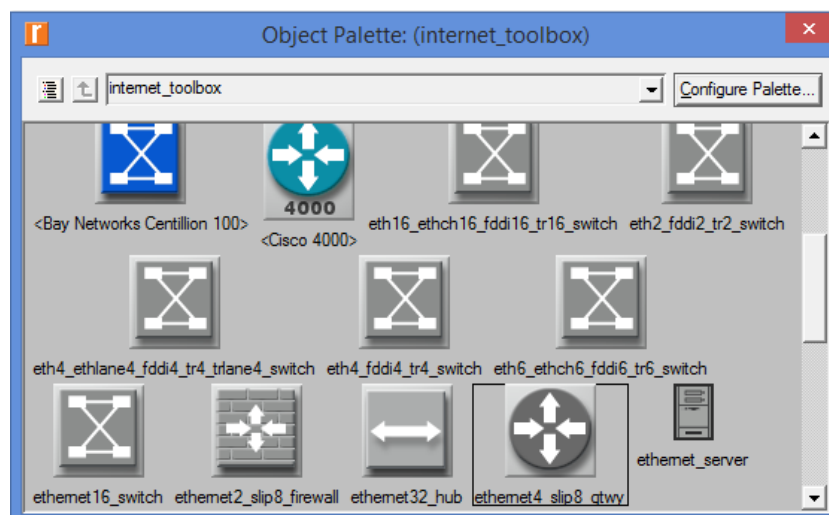 r
Object Palette: (internet_toolbox)
internet_toolbox
Configure Palette...
4000
<Bay Networks Centillion 100>
<Cisco 4000>
eth16_ethch16_fddi16_tr16_switch
eth2_fddi2_tr2_switch
eth4_ethlane4_fddi4_tr4_trlane4_switch
eth4_fddi4_tr4_switch
eth6_ethch6_fddi6_tr6_switch
ethernet_server
ethernet16_switch
ethernet2_slip8_firewall
ethernet32_hub
ethernet4_slip8_gtwy